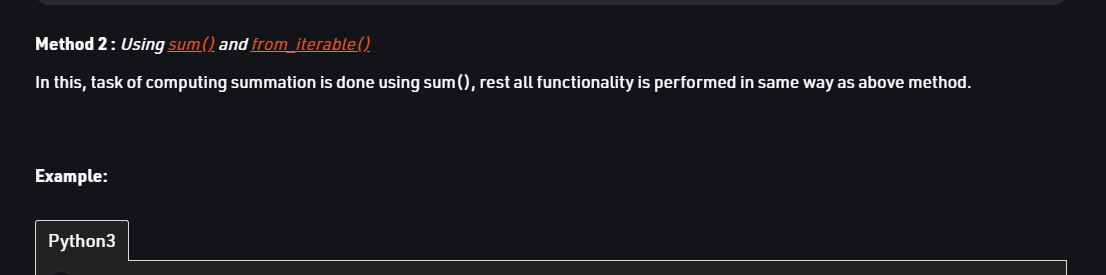 Method 2 : Using sum() and from_iterable()
In this, task of computing summation is done using sum(), rest all functionality is performed in same way as above method.
Example:
Python3